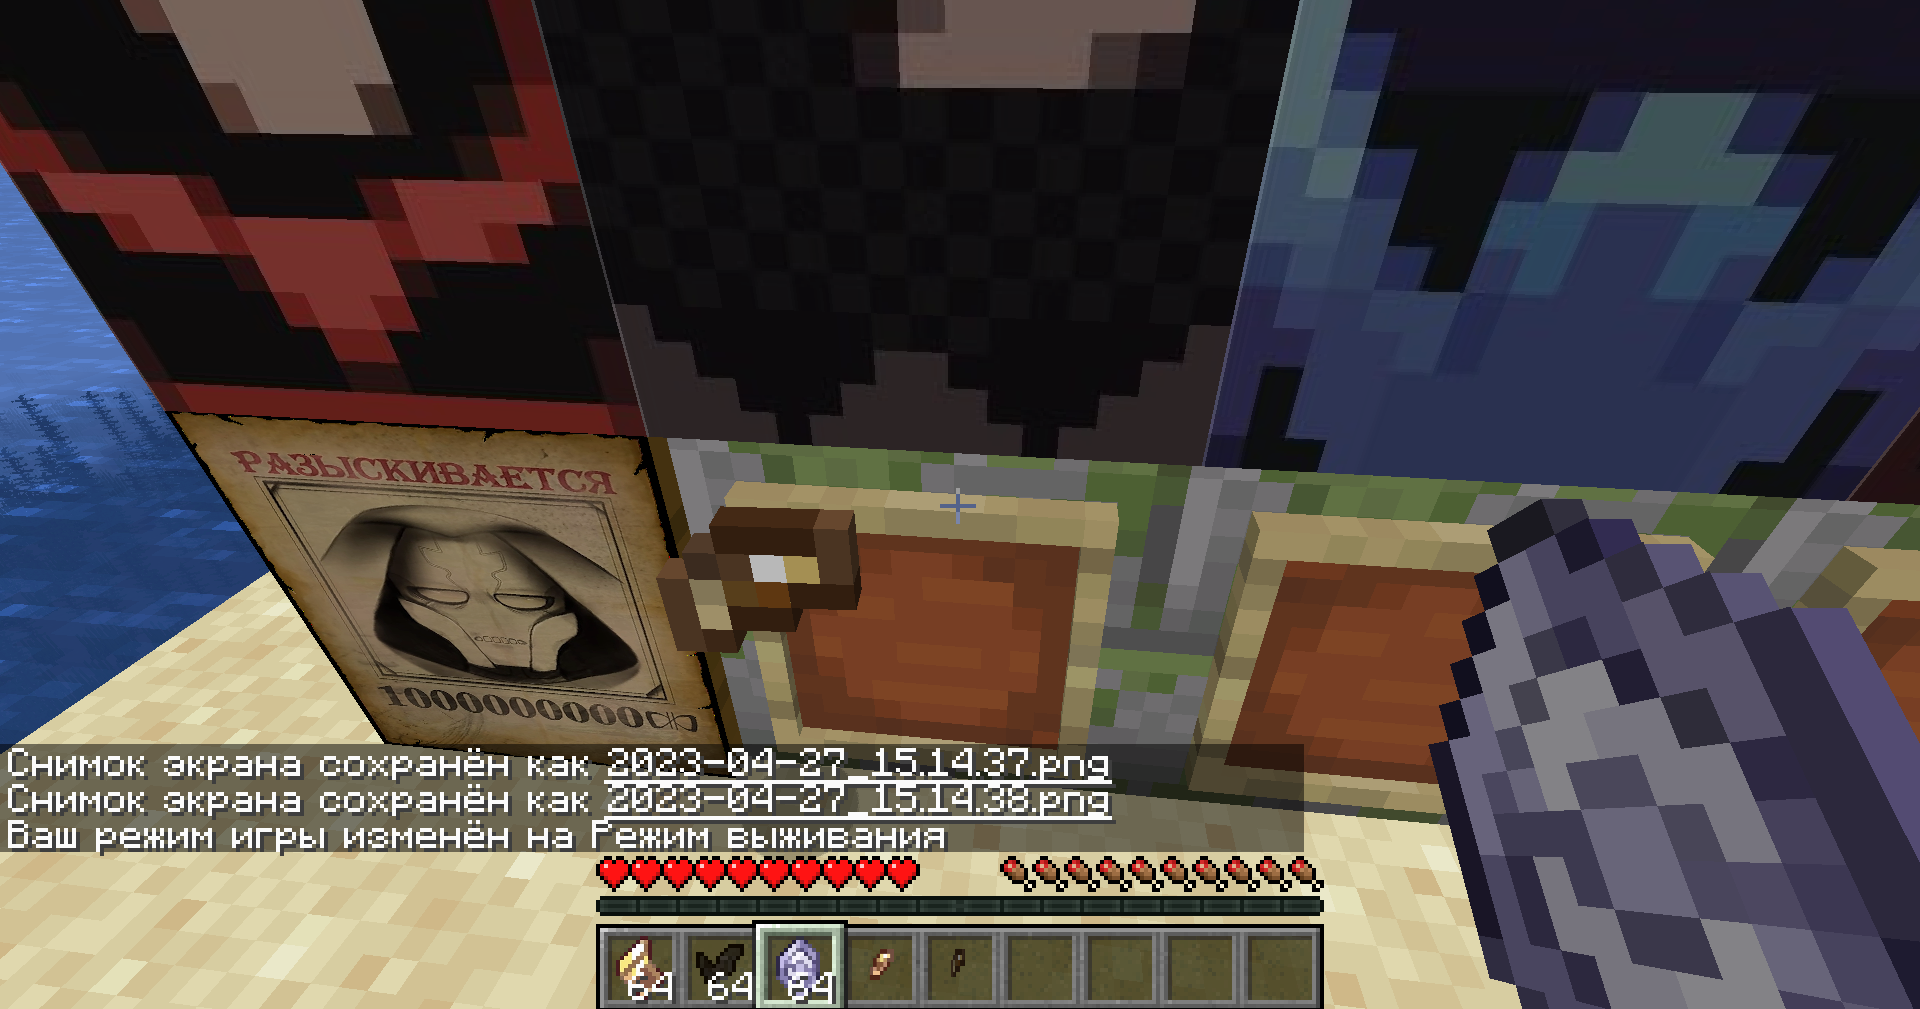 РАЗЫСКИВАЕТСЯ
10000000000
Снимок экрана сохранён как 2023-04-27_15.14.37.png
Снимок экрана сохранён как 2023-04-27_15.14.38.png
Ваш режим игры изменён на Режим выживания
64 64 64